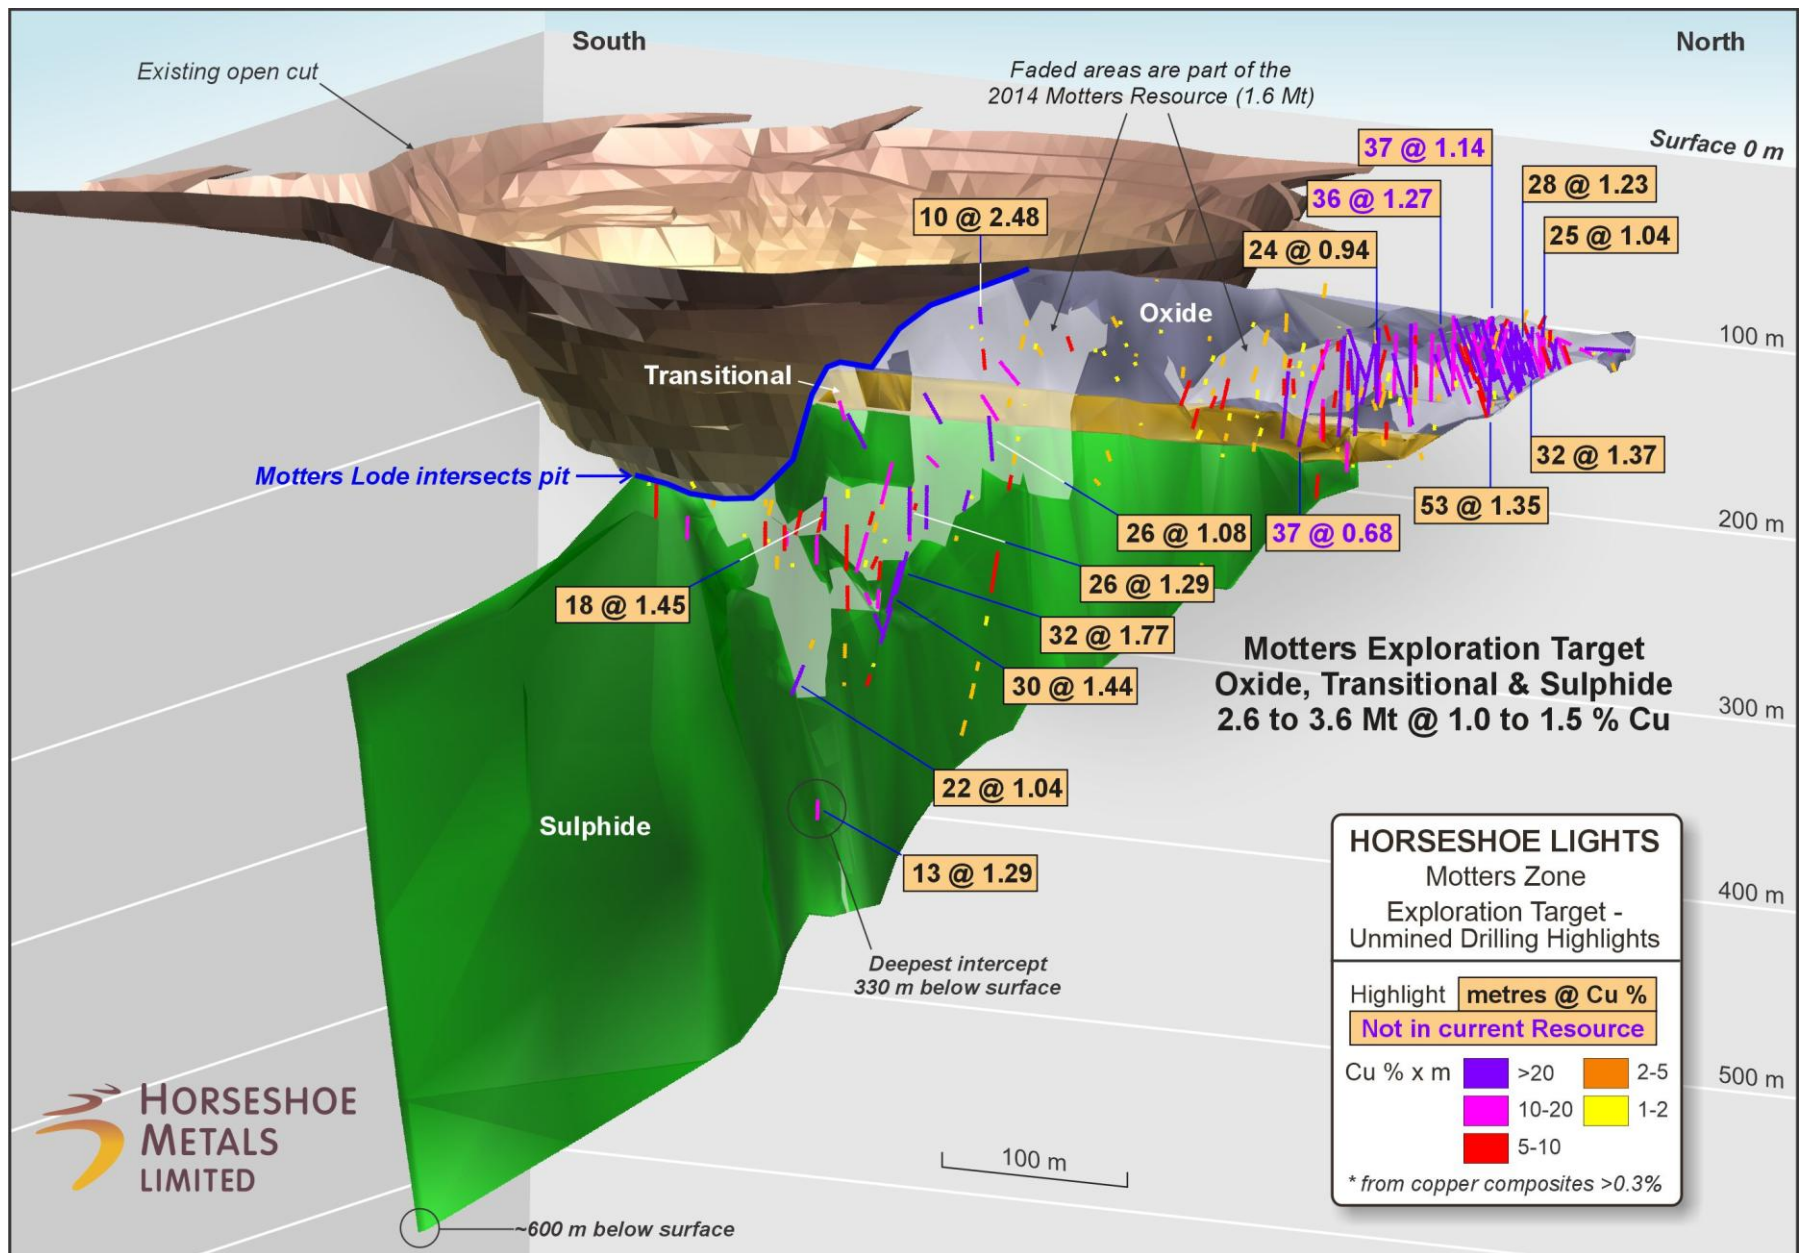 South
North
Existing open cut
Faded areas are part of the
2014 Motters Resource (1.6 Mt)
Surface 0 m
37 @ 1.14
28 @ 1.23
36 @ 1.27
10 @ 2.48
25 @ 1.04
24 @ 0.94
Oxide
100 m
Transitional
Motters Lode intersects pit
32 @ 1.37
53 @ 1.35
200 m
26 @ 1.08
37 @ 0.68
26 @ 1.29
18 @ 1.45
32 @ 1.77
30 @ 1.44
Motters Exploration Target
Oxide, Transitional & Sulphide
2.6 to 3.6 Mt @ 1.0 to 1.5 % Cu
300 m
22 @ 1.04
Sulphide
13 @ 1.29
400 m
Deepest intercept
330 m below surface
HORSESHOE LIGHTS
Motters Zone
Exploration Target -
Unmined Drilling Highlights
Highlight metres @ Cu %
Not in current Resource
Cu % x m >20 2-5
10-20 1-2
5-10
* from copper composites >0.3%
500 m
100 m
HORSESHOE
METALS
LIMITED
~600 m below surface